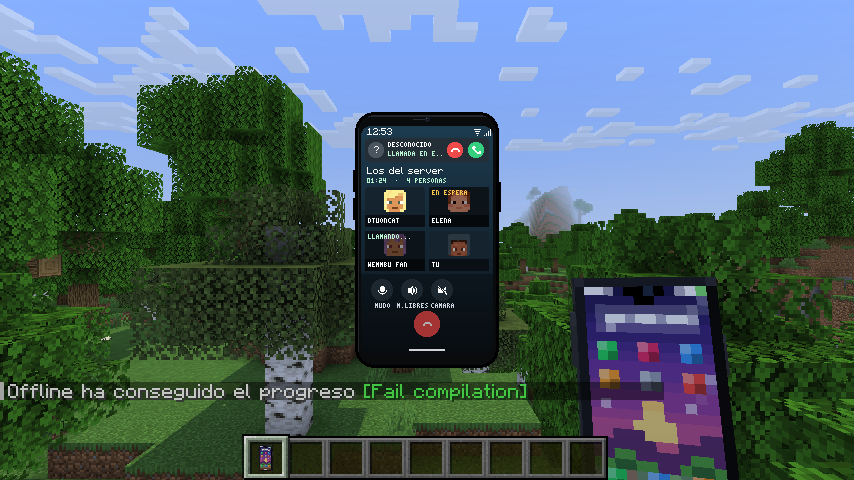 12:53
?
DESCONOCIDO
LLAMADA EN E..
Los del server
01:24 · 4 PERSONAS
EN ESPERA
DTUONCAT
ELENA
LLAMANDO...
WEMMBU FAN
TU
MUDO M.LIBRES CAMARA
Offline ha conseguido el progreso [Fail compilation]